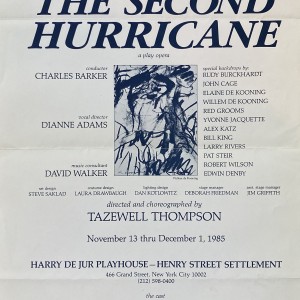 THE SECOND
HURRICANE
a play opera
conductor
CHARLES BARKER
vocal director
DIANNE ADAMS
music consultant
DAVID WALKER
special backdrops by:
RUDY BURCKHARDT
JOHN CAGE
ELAINE DE KOONING
WILLEM DE KOONING
RED GROOMS
YVONNE JACQUETTE
ALEX KATZ
BILL KING
LARRY RIVERS
PAT STEIR
ROBERT WILSON
EDWIN DENBY
set design
STEVE SAKLAD
costume design
LAURA DRAWBAUGH
lighting design
DAN KOTLOWITZ
stage manager
DEBORAH FRIEDMAN
asst. stage manager
JIM GRIFFITH
directed and choreographed by
TAZEWELL THOMPSON
November 13 thru December 1, 1985
HARRY DE JUR PLAYHOUSE – HENRY STREET SETTLEMENT
466 Grand Street, New York City 10002
(212) 598-0400
the cast